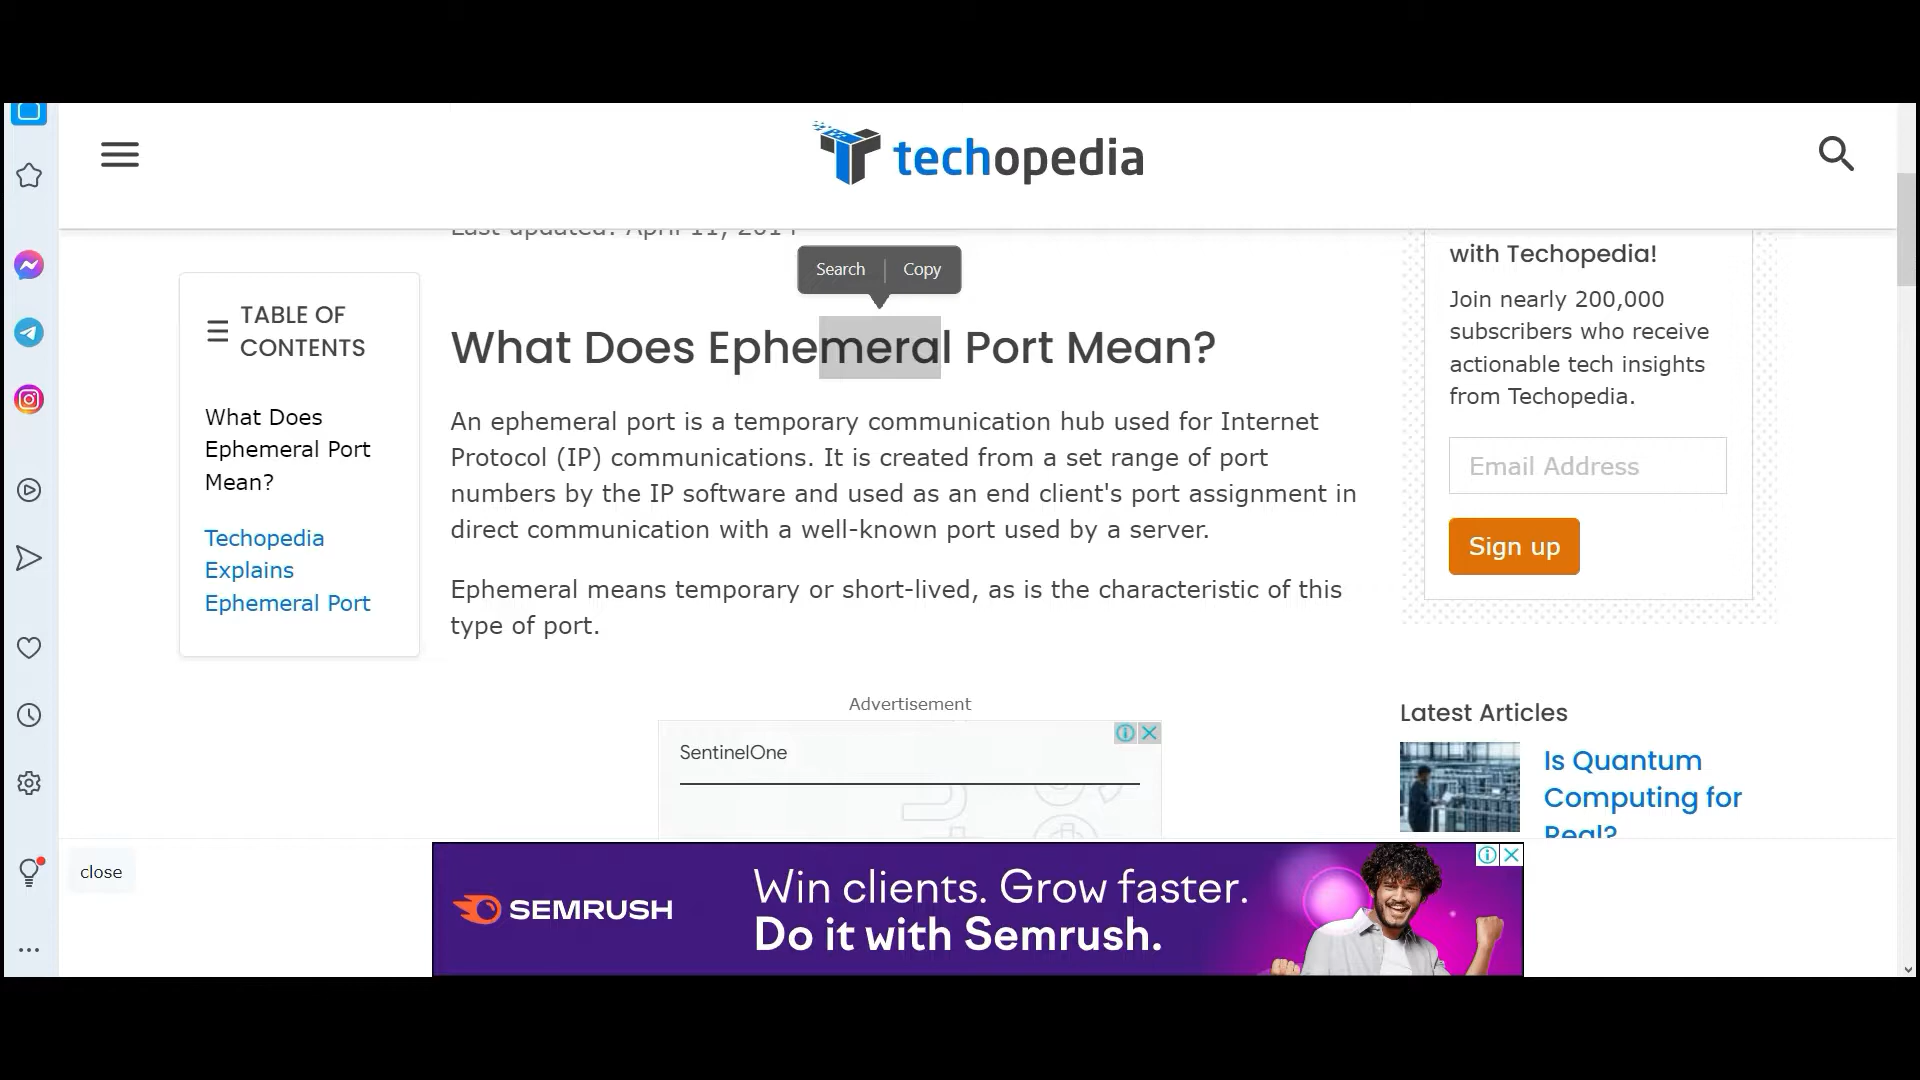 techopedia
Last updated: April 11, 2014
Search
Copy
TABLE OF
CONTENTS
What Does
Ephemeral Port
Mean?
Techopedia
Explains
Ephemeral Port
What Does Ephemeral Port Mean?
An ephemeral port is a temporary communication hub used for Internet
Protocol (IP) communications. It is created from a set range of port
numbers by the IP software and used as an end client's port assignment in
direct communication with a well-known port used by a server.
Ephemeral means temporary or short-lived, as is the characteristic of this
type of port.
Advertisement
SentinelOne
with Techopedia!
Join nearly 200,000
subscribers who receive
actionable tech insights
from Techopedia.
Email Address
Sign up
Latest Articles
Is Quantum
Computing for
Real?
close
SEMRUSH
Win clients. Grow faster.
Do it with Semrush.